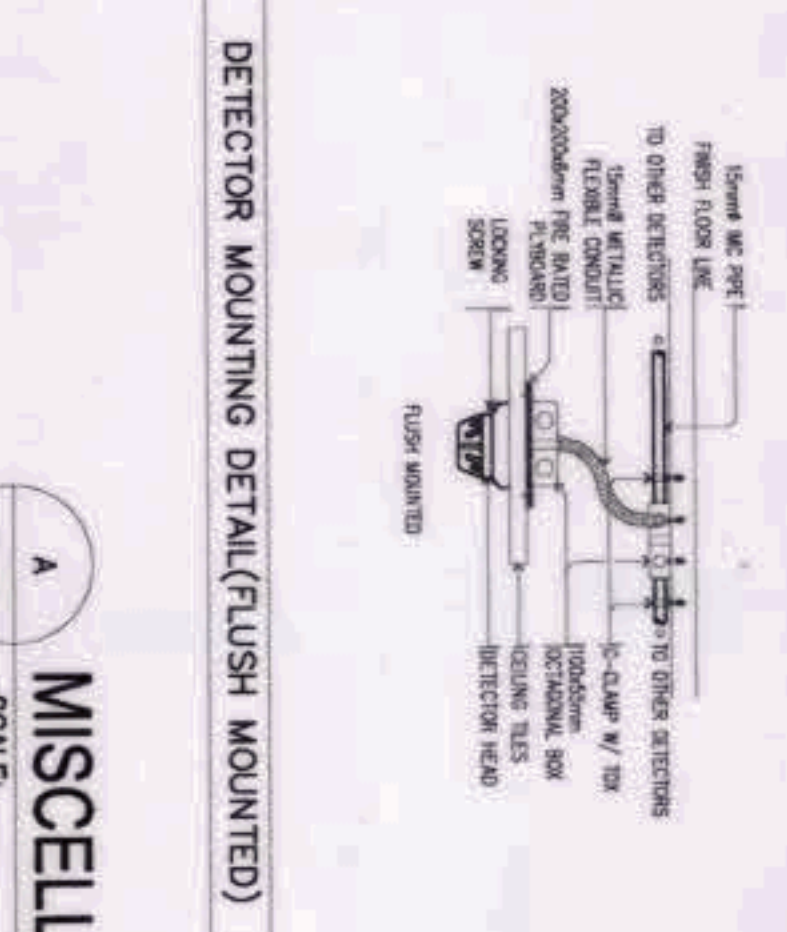 15mmø IMC PIPE
FINISH FLOOR LINE
TO OTHER DETECTORS
TO OTHER DETECTORS
15mmø METALLIC
FLEXIBLE CONDUIT
C-CLAMP W/ TOX
200x200x6mm FIRE RATED
PLYBOARD
100x55mm
OCTAGONAL BOX
LOCKING
SCREW
CEILING TILES
DETECTOR HEAD
FLUSH MOUNTED
DETECTOR MOUNTING DETAIL(FLUSH MOUNTED)
A
MISCELL
SCALE: